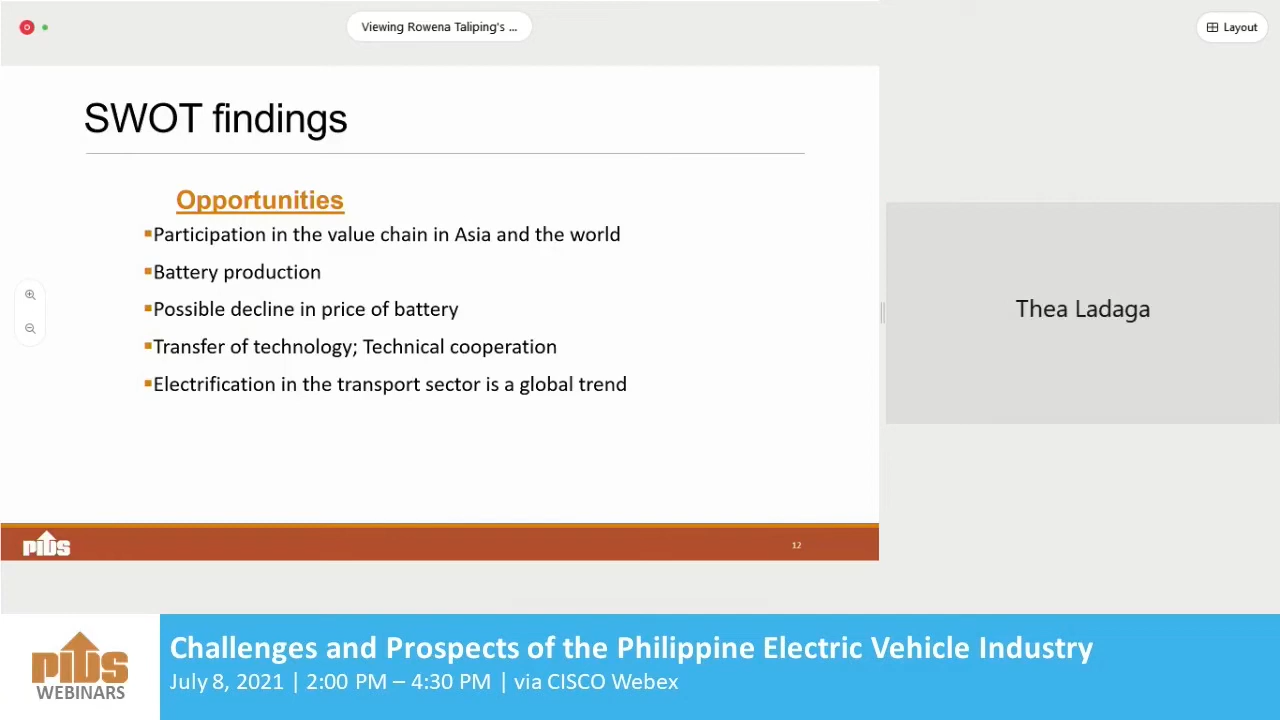 Viewing Rowena Taliping's ...
Layout
SWOT findings
Opportunities
▪Participation in the value chain in Asia and the world
▪Battery production
▪Possible decline in price of battery
▪Transfer of technology; Technical cooperation
▪Electrification in the transport sector is a global trend
Thea Ladaga
PIDS
12
PIDS
WEBINARS
Challenges and Prospects of the Philippine Electric Vehicle Industry
July 8, 2021 | 2:00 PM – 4:30 PM | via CISCO Webex